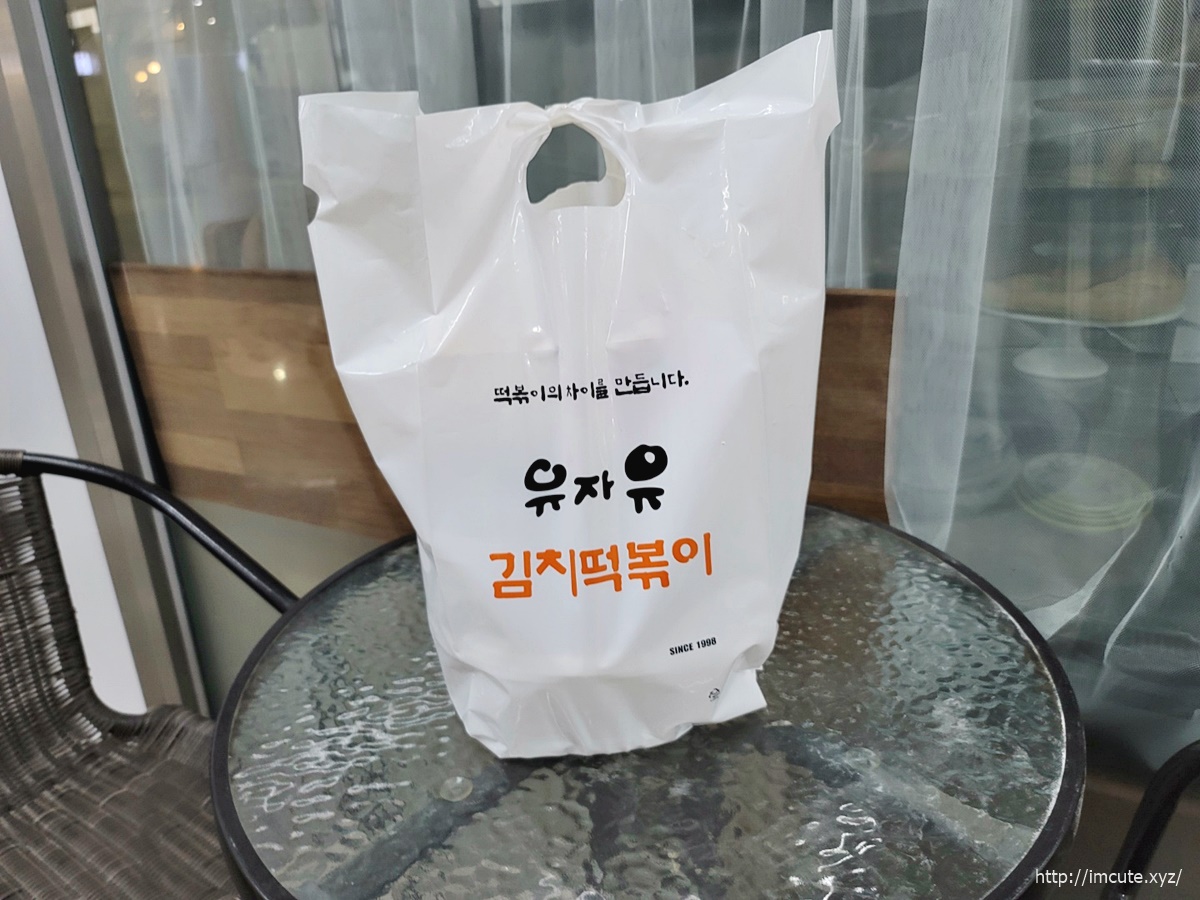 떡볶이의 차이를 만듭니다.
유자유
김치떡볶이
SINCE 1998
http://imcute.xyz/